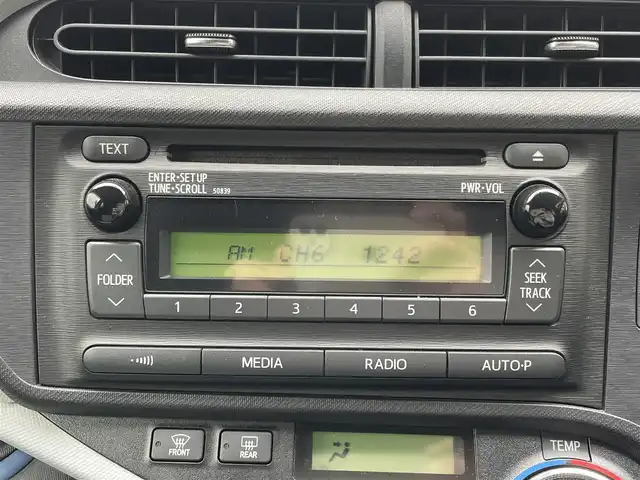 TEXT
ENTER·SETUP
TUNE·SCROLL 50839
PWR·VOL
AM CH6 1242
FOLDER
SEEK
TRACK
1 2 3 4 5 6
MEDIA RADIO AUTO·P
FRONT
REAR
TEMP